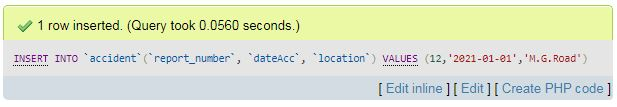 1 row inserted. (Query took 0.0560 seconds.)
INSERT INTO `accident`(`report_number`, `dateAcc`, `location`) VALUES (12,'2021-01-01','M.G.Road')
[ Edit inline ] [ Edit ] [ Create PHP code ]